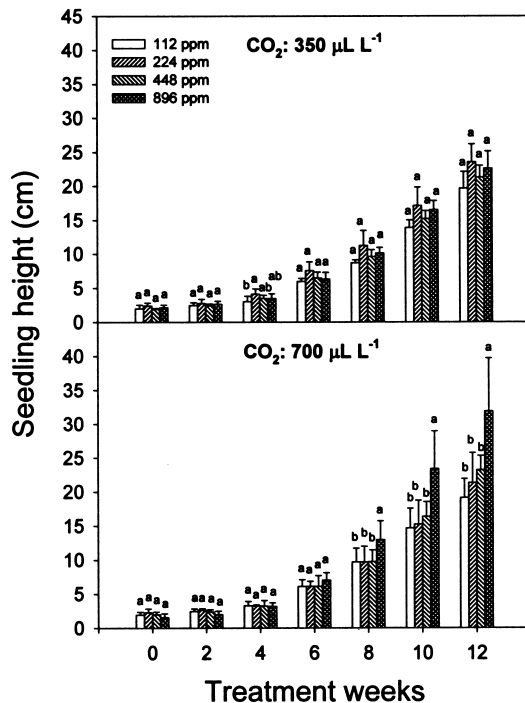 Seedling height (cm)
45
40
35
30
25
20
15
10
5
0
CO₂: 350 µL L⁻¹
112 ppm
224 ppm
448 ppm
896 ppm
a a a a
a a a a
b a ab ab
a a a a
a a a a
a a a a
a a a a
40
35
30
25
20
15
10
5
0
CO₂: 700 µL L⁻¹
a a a a
a a a a
a a a a
a a a a
b b b a
b b b a
b b b a
0 2 4 6 8 10 12
Treatment weeks